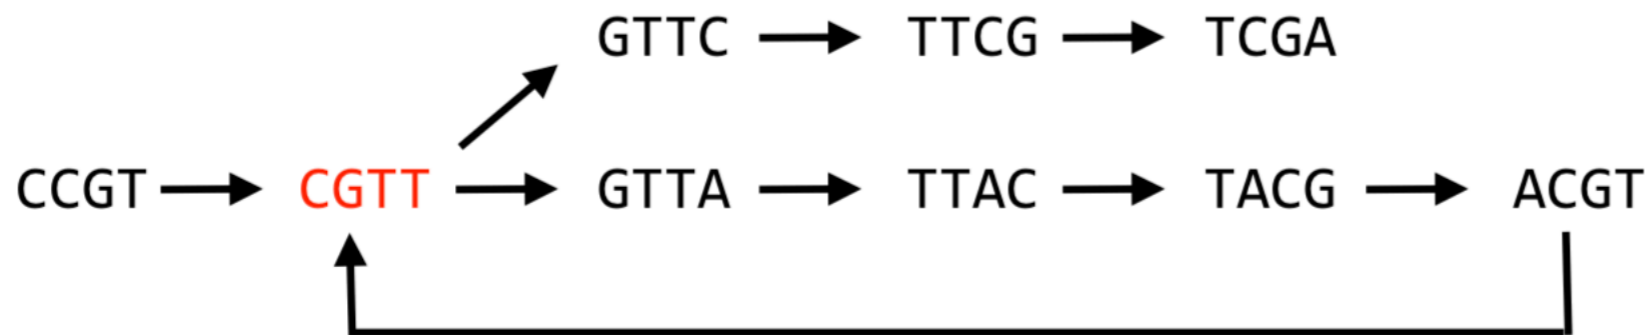 GTTC TTCG TCGA
CCGT CGTT GTTA TTAC TACG ACGT